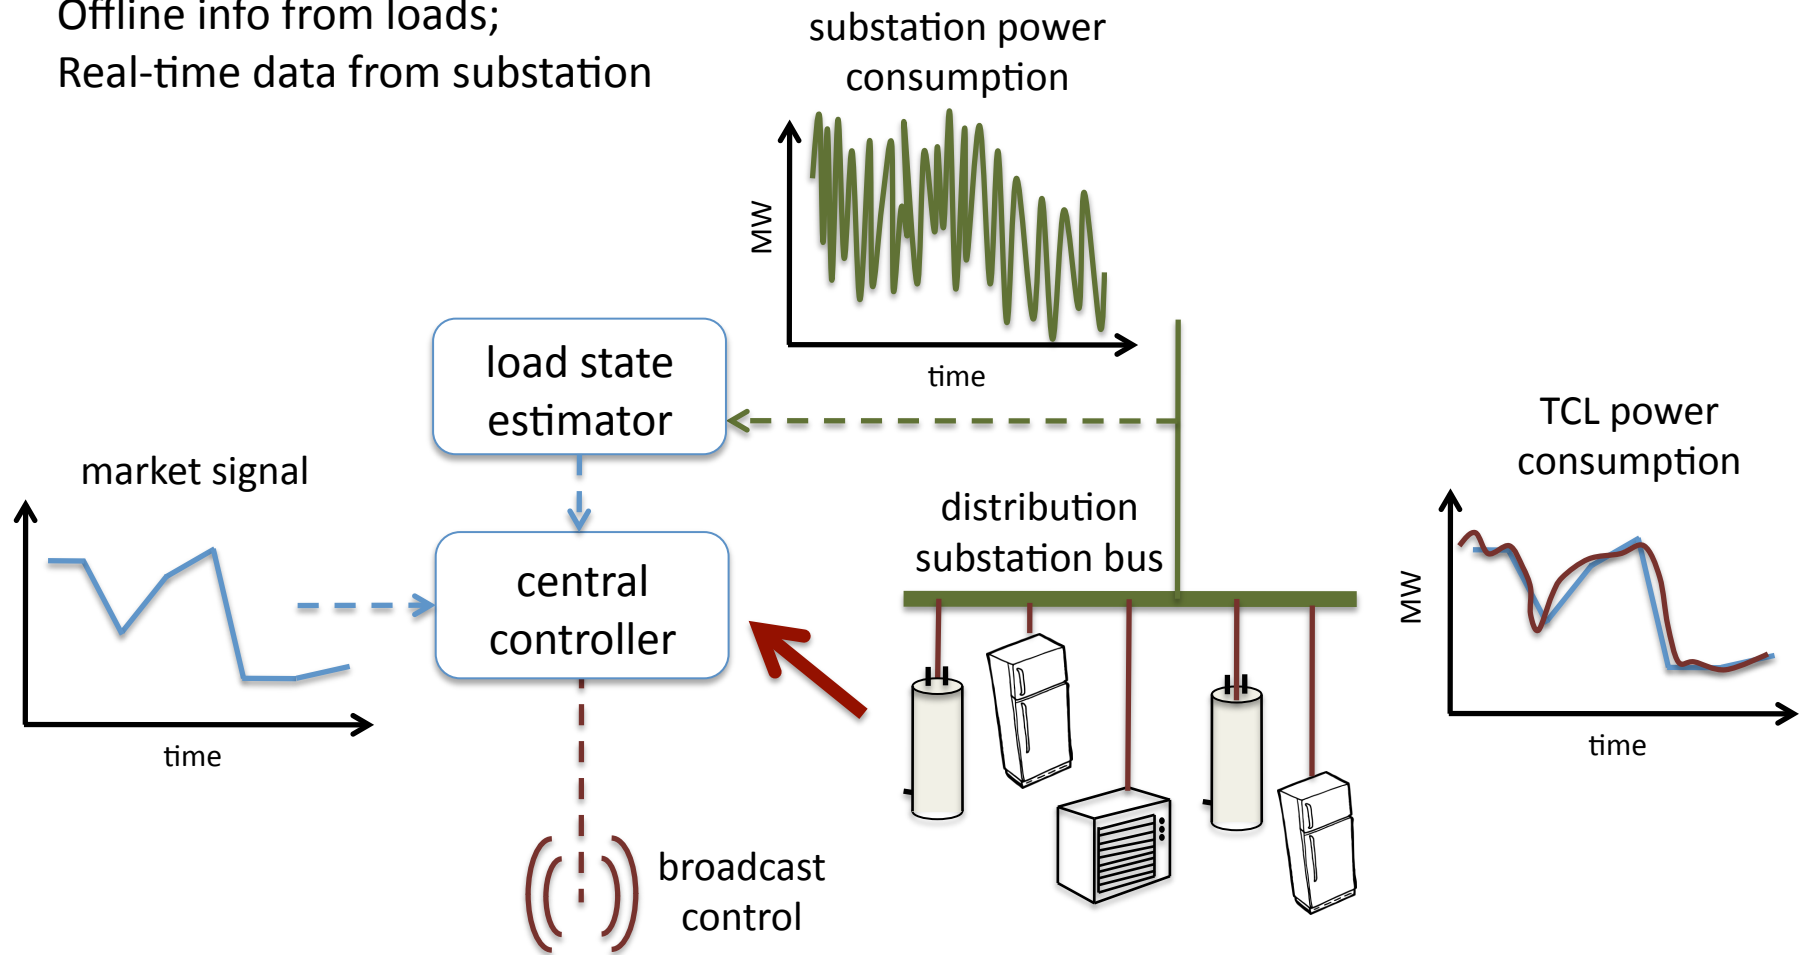 Offline info from loads;
Real-time data from substation
substation power
consumption
MW
time
load state
estimator
market signal
time
central
controller
broadcast
control
distribution
substation bus
TCL power
consumption
MW
time